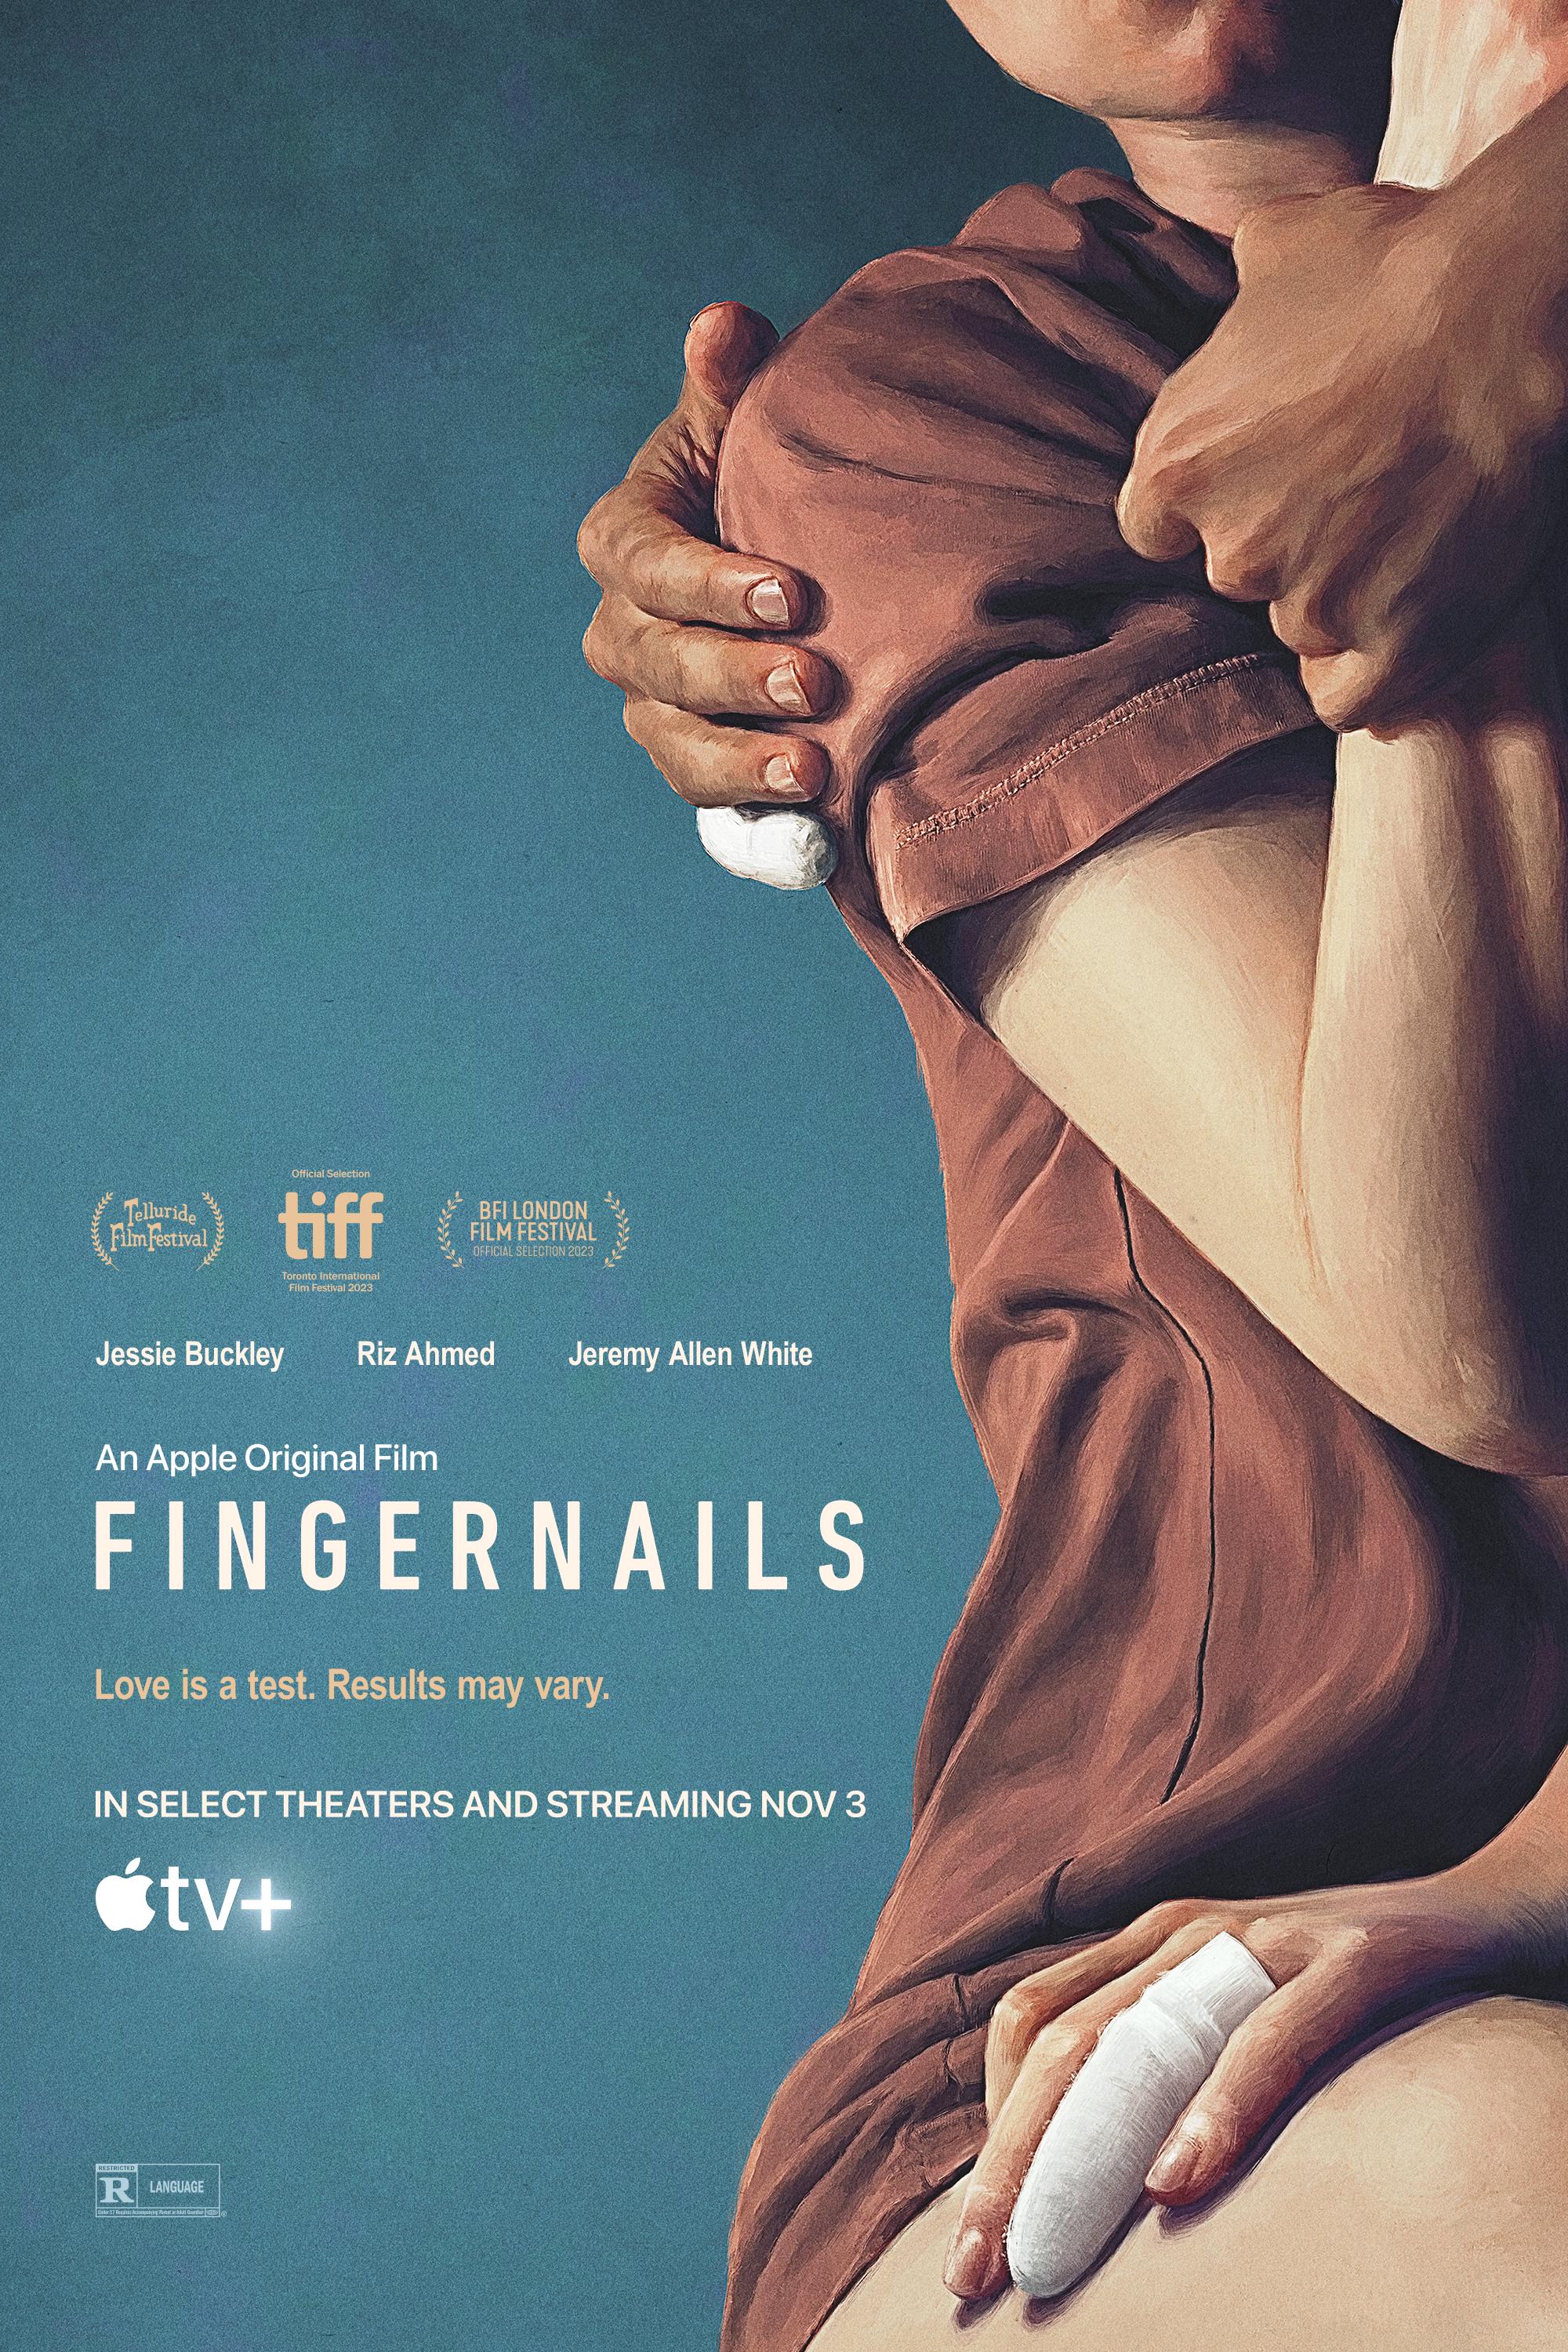 Telluride
Film Festival
Official Selection
tiff
Toronto International
Film Festival 2023
BFI LONDON
FILM FESTIVAL
OFFICIAL SELECTION 2023
Jessie Buckley Riz Ahmed Jeremy Allen White
An Apple Original Film
FINGERNAILS
Love is a test. Results may vary.
IN SELECT THEATERS AND STREAMING NOV 3
tv+
RESTRICTED
R LANGUAGE